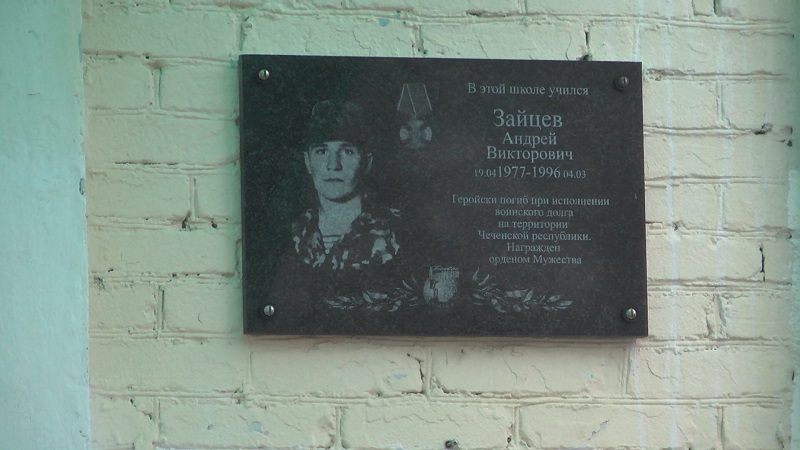 В этой школе учился
Зайцев
Андрей
Викторович
19.04 1977-1996 04.03
Геройски погиб при исполнении
воинского долга
на территории
Чеченской республики.
Награжден
орденом Мужества